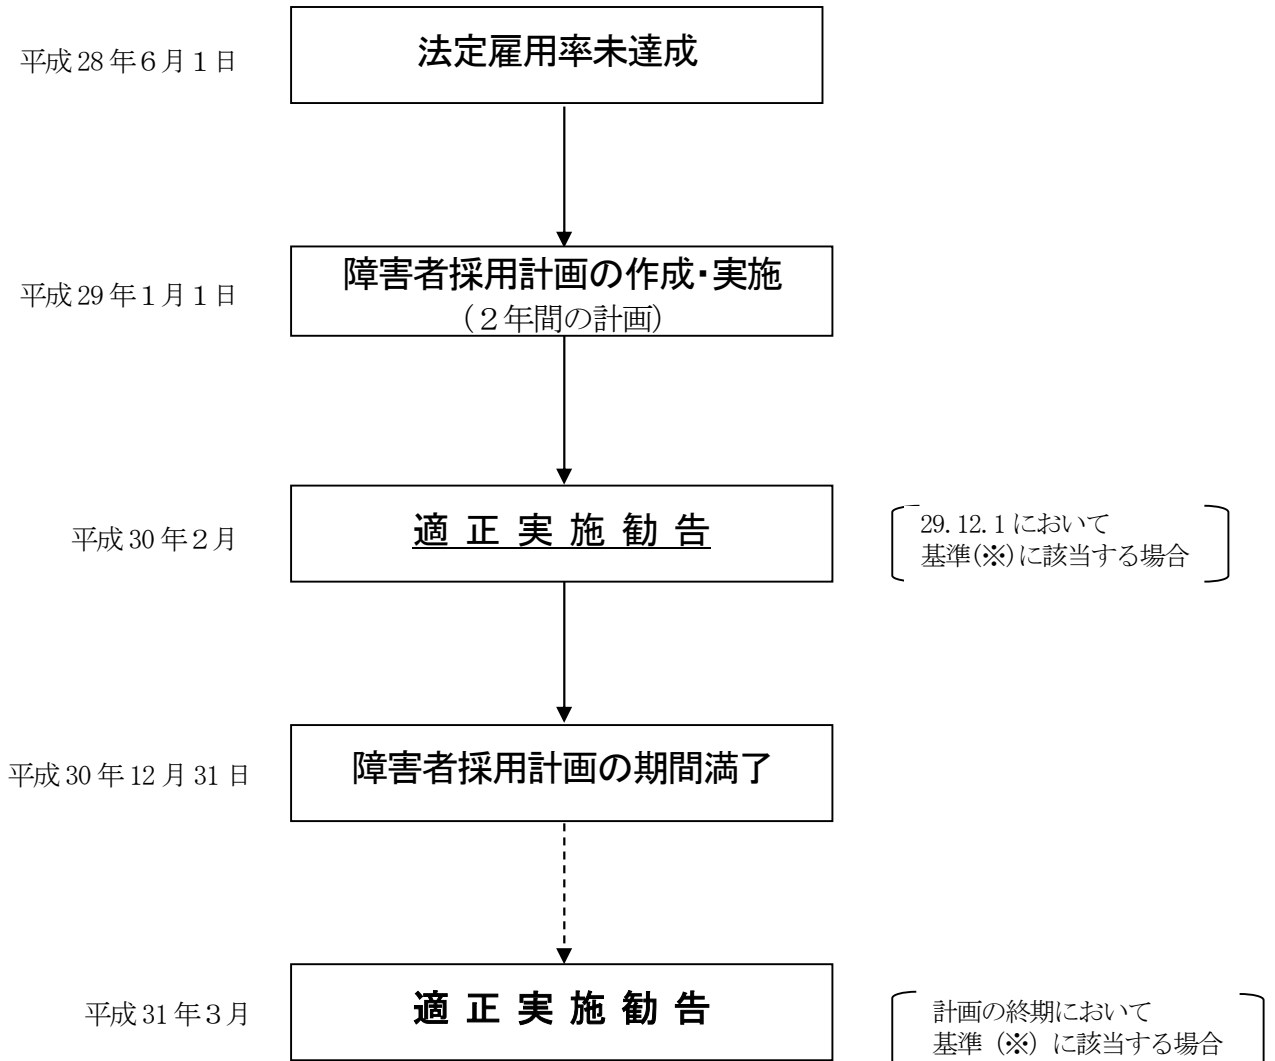 平成28年6月1日
法定雇用率未達成
平成29年1月1日
障害者採用計画の作成・実施
（２年間の計画）
平成30年２月
適 正 実 施 勧 告
29.12.1において
基準(※)に該当する場合
平成30年12月31日
障害者採用計画の期間満了
平成31年３月
適 正 実 施 勧 告
計画の終期において
基準（※）に該当する場合